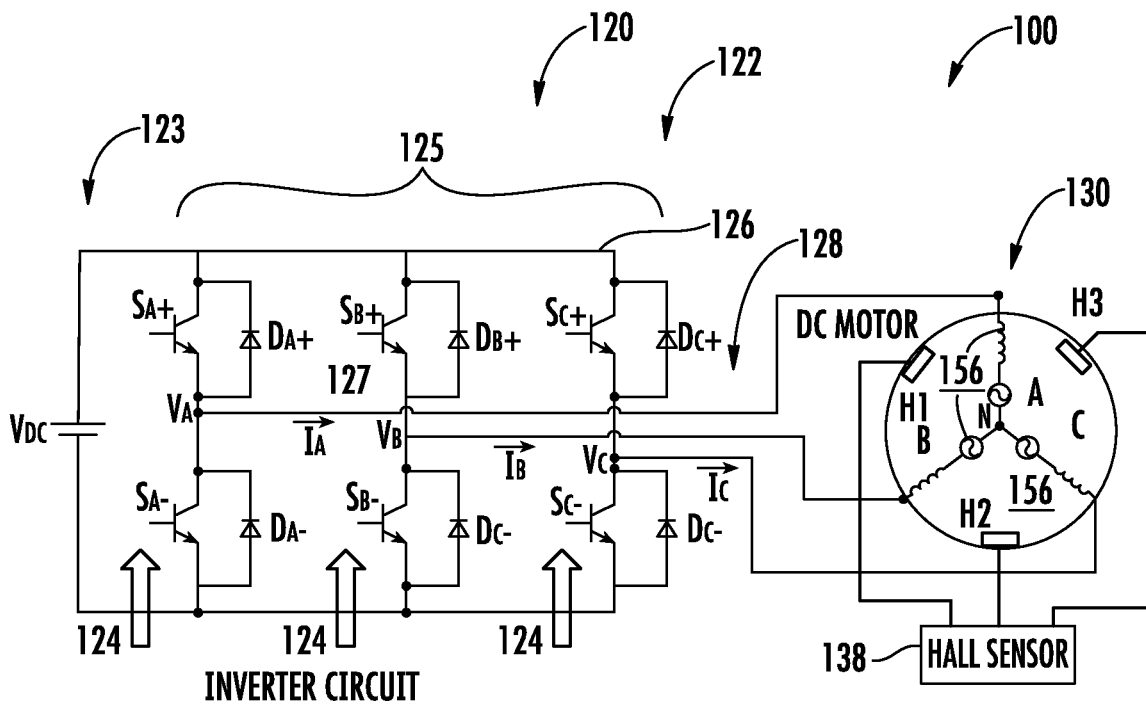 120
100
122
123
125
130
126
128
SA+
DA+
SB+
DB+
SC+
DC+
DC MOTOR
H3
127
156
H1
N
A
VDC
VA
IA
VB
IB
VC
IC
B
C
SA-
DA-
SB-
DC-
SC-
DC-
H2
156
124
124
124
138
HALL SENSOR
INVERTER CIRCUIT